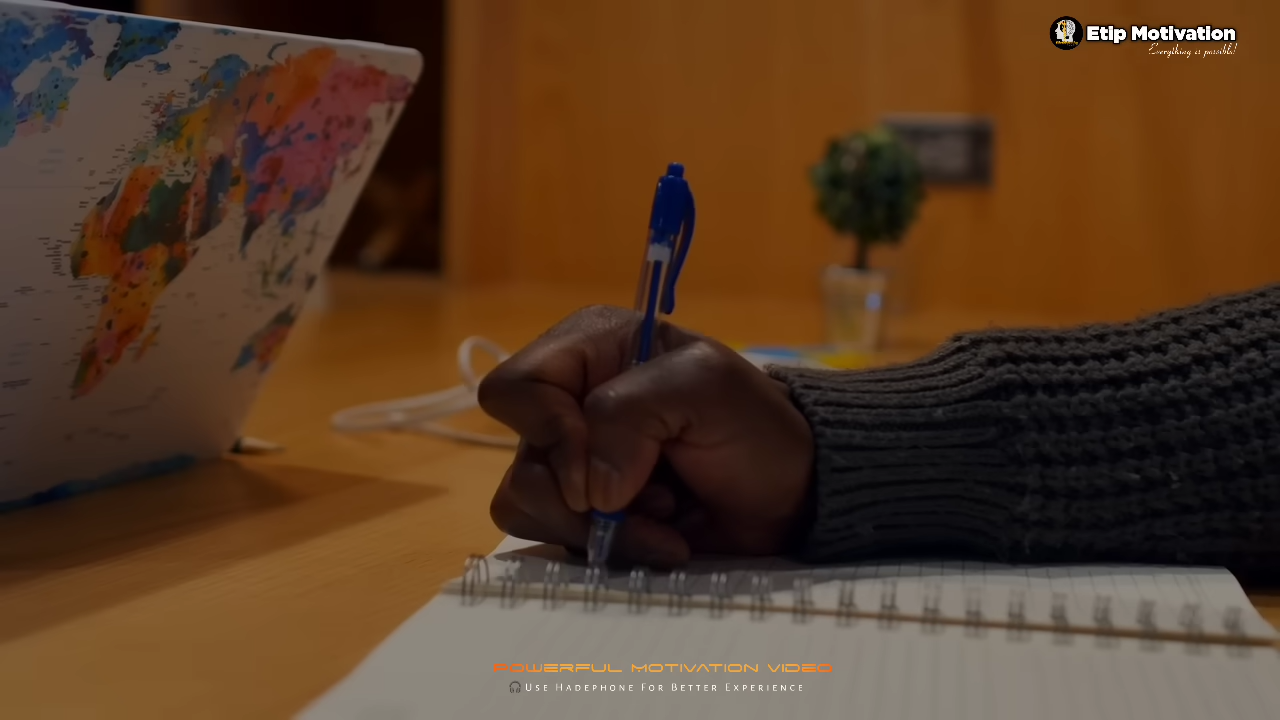 Etip Motivation
Everything is possible!
POWERFUL MOTIVATION VIDEO
Use Hadephone For Better Experience